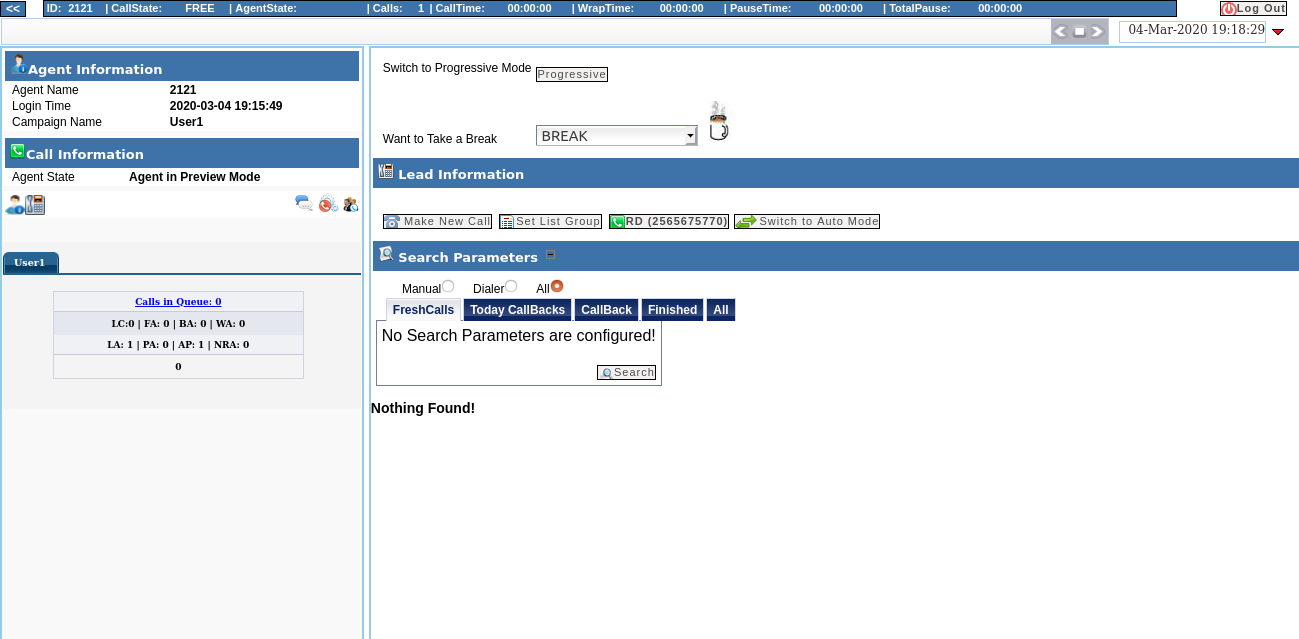 << ID: 2121 | CallState: FREE | AgentState: | Calls: 1 | CallTime: 00:00:00 | WrapTime: 00:00:00 | PauseTime: 00:00:00 | TotalPause: 00:00:00 Log Out
04-Mar-2020 19:18:29
Agent Information
Agent Name 2121
Login Time 2020-03-04 19:15:49
Campaign Name User1
Call Information
Agent State Agent in Preview Mode
User1
Calls in Queue: 0
LC:0 | FA: 0 | BA: 0 | WA: 0
LA: 1 | PA: 0 | AP: 1 | NRA: 0
0
Switch to Progressive Mode Progressive
Want to Take a Break BREAK
Lead Information
Make New Call Set List Group RD (2565675770) Switch to Auto Mode
Search Parameters
Manual Dialer All
FreshCalls Today CallBacks CallBack Finished All
No Search Parameters are configured!
Search
Nothing Found!